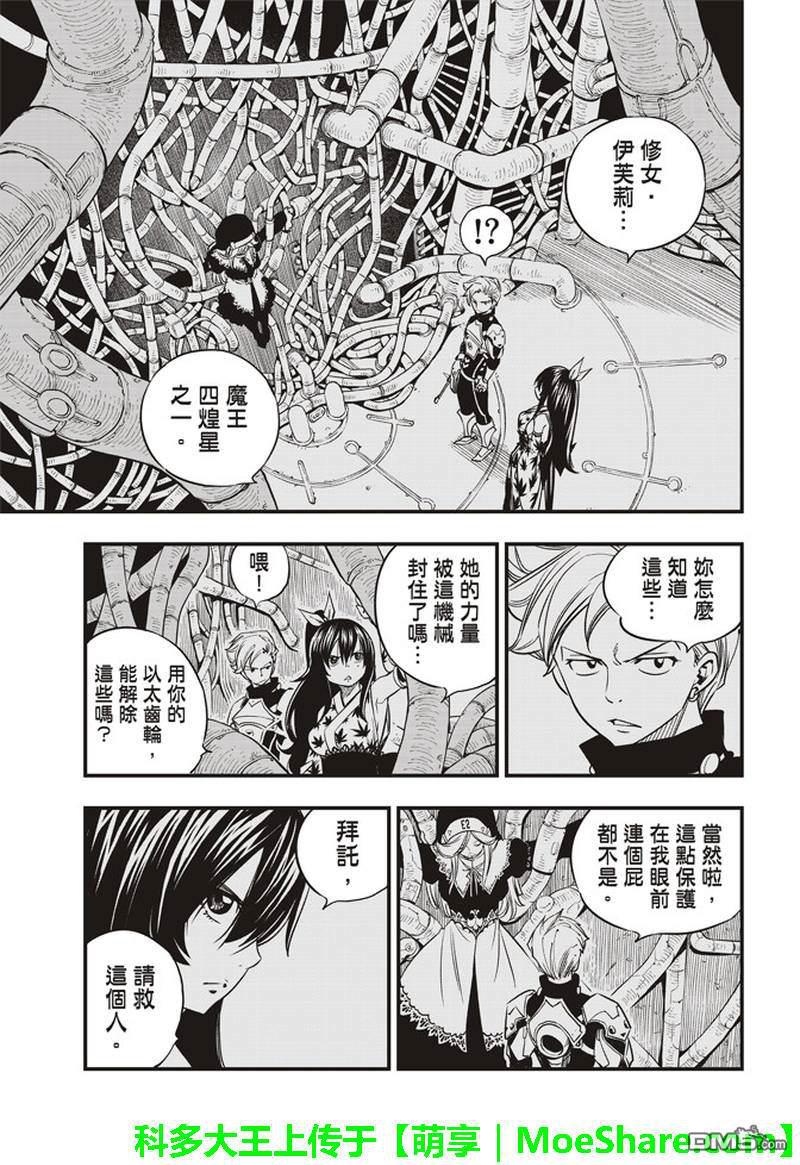 修女・
伊芙莉…
!?
魔王
四煌星
之一。
妳怎麼
知道
這些…
她的力量
被這機械
封住了嗎…
喂！
用你的
以太齒輪，
能解除
這些嗎？
當然啦，
這點保護
在我眼前
連個屁
都不是。
拜託，
請救
這個人。
科多大王上传于【萌享｜MoeShare